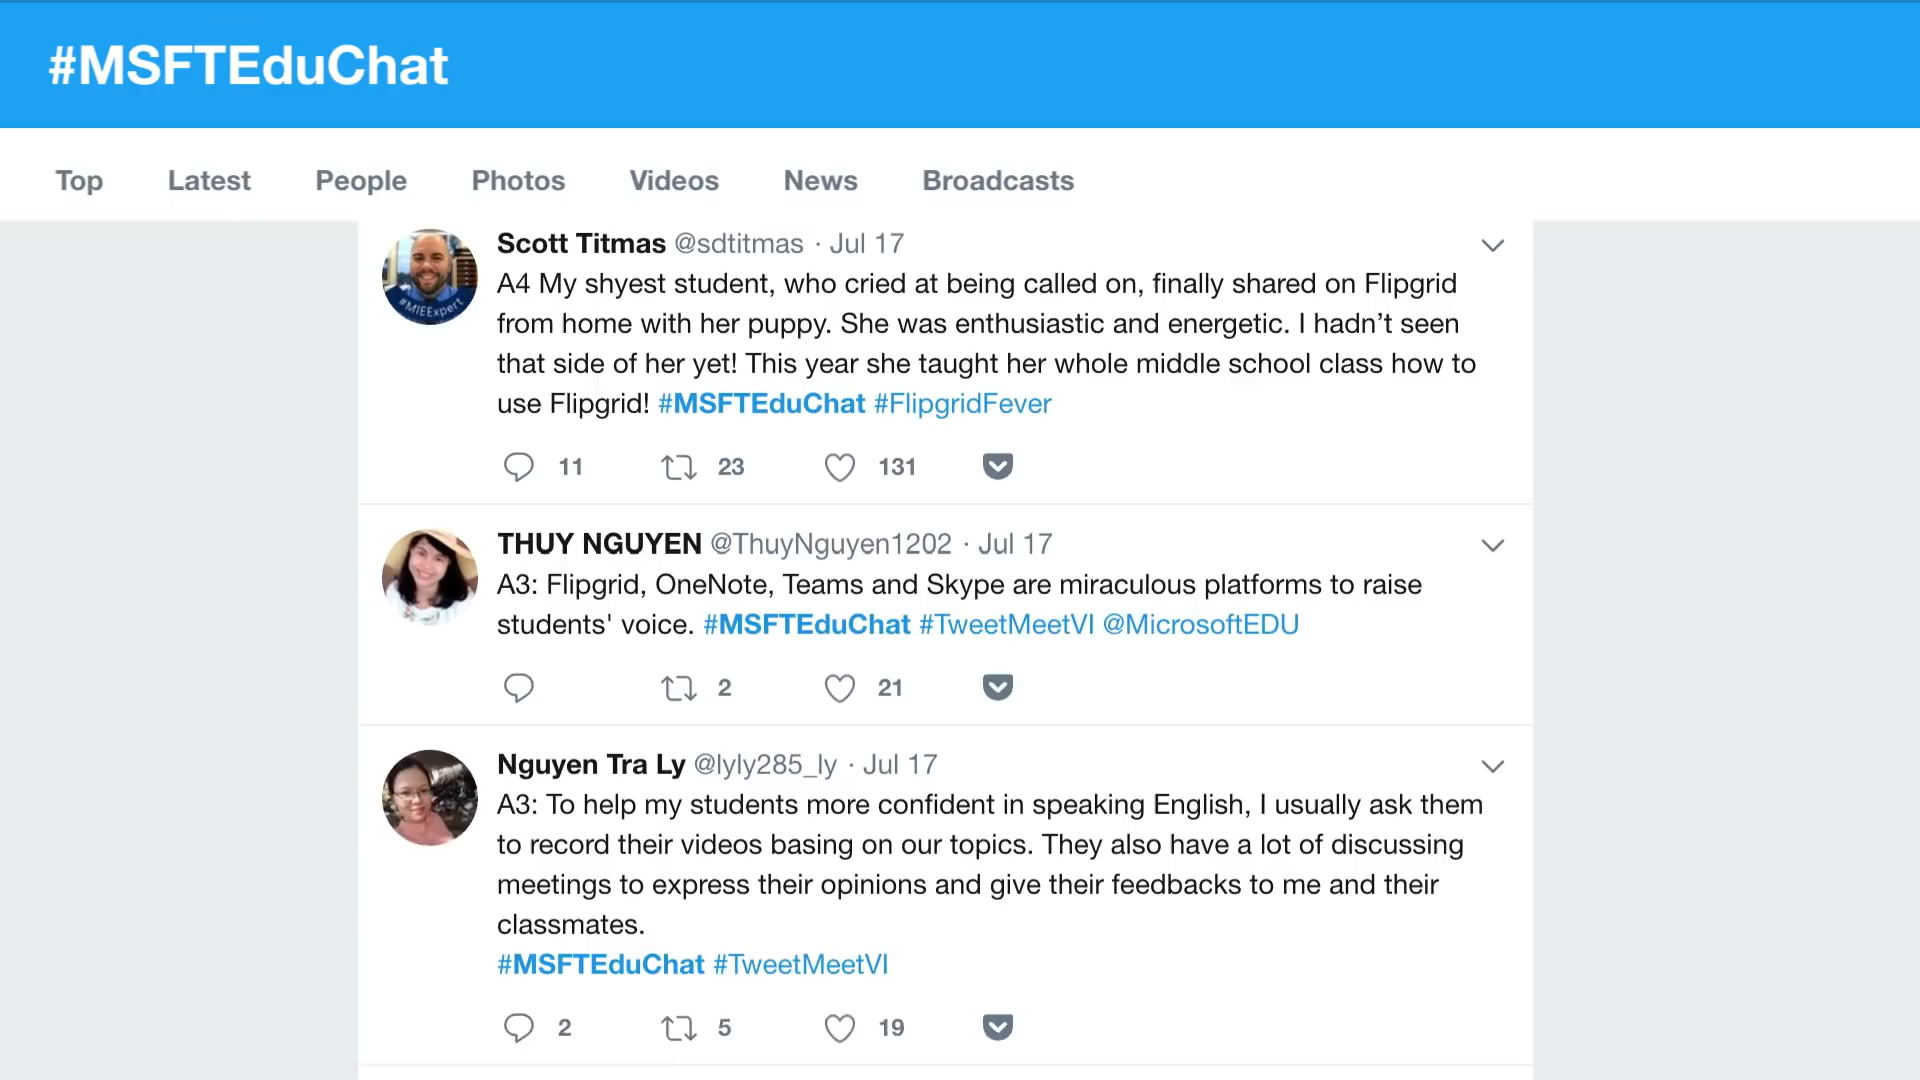 #MSFTEduChat
Top Latest People Photos Videos News Broadcasts
Scott Titmas @sdtitmas · Jul 17
A4 My shyest student, who cried at being called on, finally shared on Flipgrid
from home with her puppy. She was enthusiastic and energetic. I hadn’t seen
that side of her yet! This year she taught her whole middle school class how to
use Flipgrid! #MSFTEduChat #FlipgridFever
11 23 131
#MIEExpert
THUY NGUYEN @ThuyNguyen1202 · Jul 17
A3: Flipgrid, OneNote, Teams and Skype are miraculous platforms to raise
students' voice. #MSFTEduChat #TweetMeetVI @MicrosoftEDU
2 21
Nguyen Tra Ly @lyly285_ly · Jul 17
A3: To help my students more confident in speaking English, I usually ask them
to record their videos basing on our topics. They also have a lot of discussing
meetings to express their opinions and give their feedbacks to me and their
classmates.
#MSFTEduChat #TweetMeetVI
2 5 19